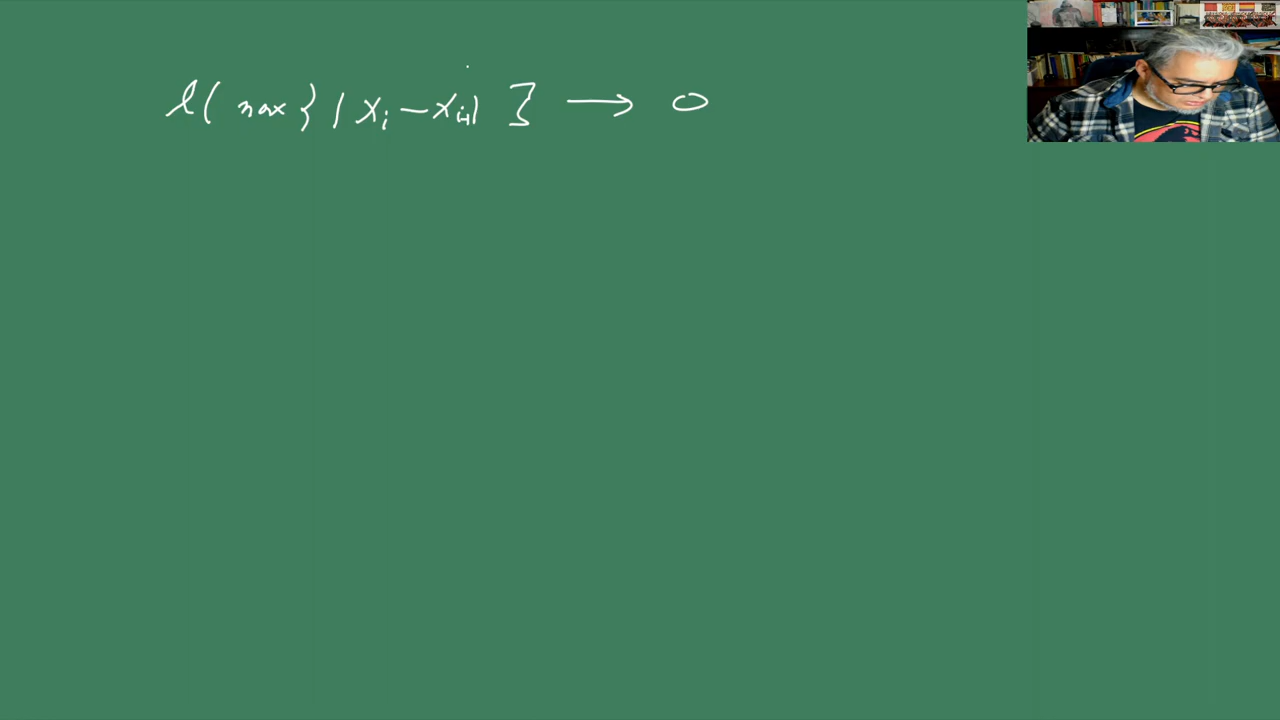 l( max { | x_i - x_{i-1} | } → 0